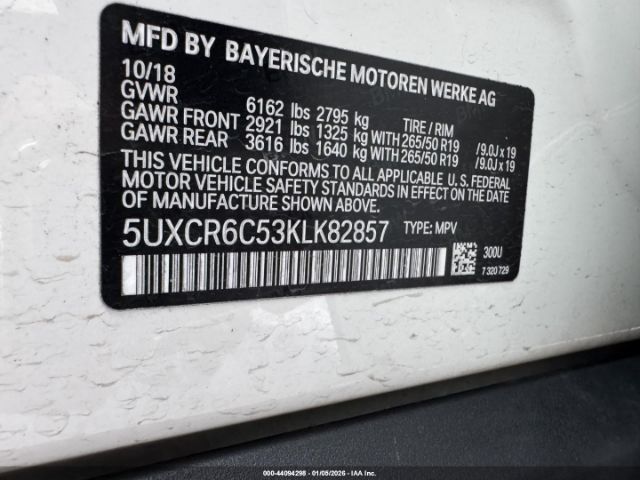 MFD BY BAYERISCHE MOTOREN WERKE AG
10/18
GVWR 6162 lbs 2795 kg TIRE / RIM
GAWR FRONT 2921 lbs 1325 kg WITH 265/50 R19 /9.0J x 19
GAWR REAR 3616 lbs 1640 kg WITH 265/50 R19 /9.0J x 19
THIS VEHICLE CONFORMS TO ALL APPLICABLE U.S. FEDERAL
MOTOR VEHICLE SAFETY STANDARDS IN EFFECT ON THE DATE
OF MANUFACTURE SHOWN ABOVE.
5UXCR6C53KLK82857 TYPE: MPV
300U
7 320 729
000-44094298 - 01/05/2026 - IAAI.COM